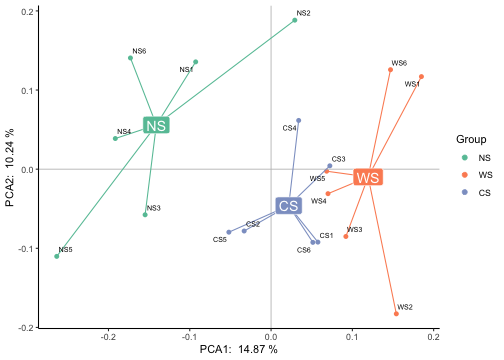 0.2
0.1
0.0
-0.1
-0.2
PCA2: 10.24 %
NS2
NS6
NS1
WS6
WS1
NS4
NS
CS4
CS3
WS5
WS
WS4
NS3
CS
CS5
CS2
CS1
CS6
WS3
NS5
WS2
-0.2
-0.1
0.0
0.1
0.2
PCA1: 14.87 %
Group
NS
WS
CS